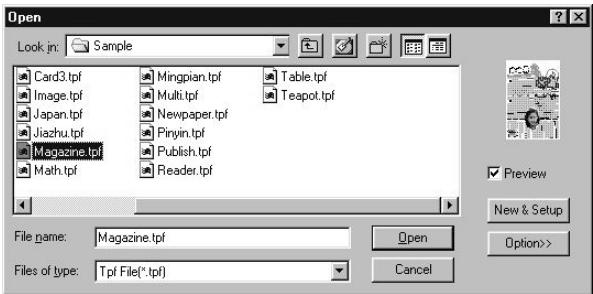 Open
Look in: Sample
Card3.tpf Mingpian.tpf Table.tpf
Image.tpf Multi.tpf Teapot.tpf
Japan.tpf Newpaper.tpf
Jiazhu.tpf Pinyin.tpf
Magazine.tpf Publish.tpf
Math.tpf Reader.tpf
Preview
New & Setup
File name: Magazine.tpf Open
Option>>
Files of type: Tpf File(*.tpf) Cancel